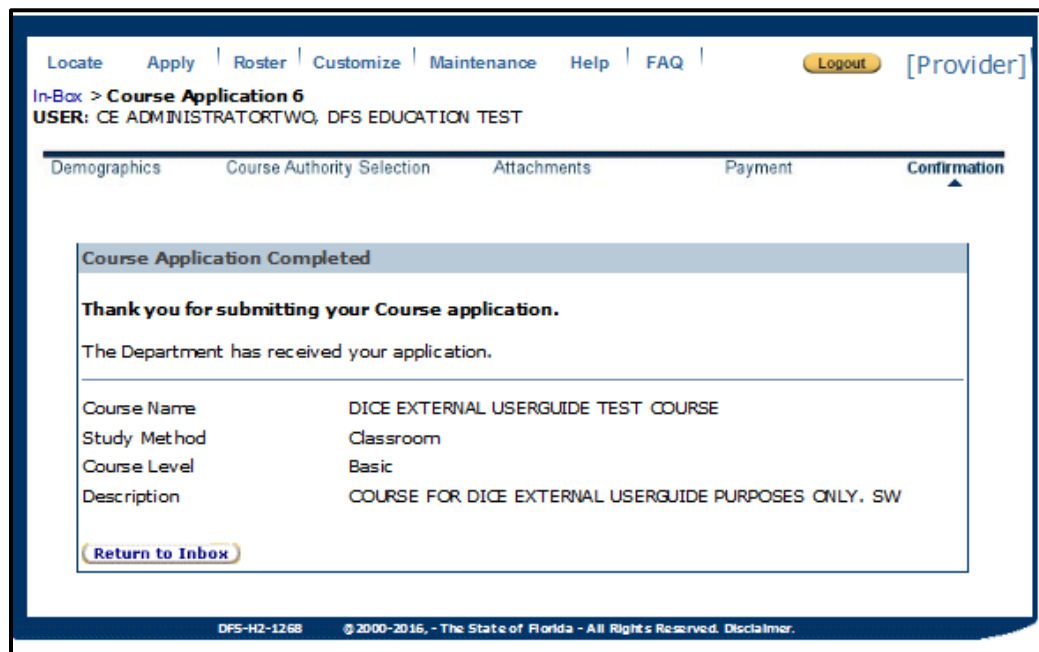 Locate Apply Roster Customize Maintenance Help FAQ Logout [Provider]
In-Box > Course Application 6
USER: CE ADMINISTRATORTWO, DFS EDUCATION TEST
Demographics Course Authority Selection Attachments Payment Confirmation
Course Application Completed
Thank you for submitting your Course application.
The Department has received your application.
Course Name DICE EXTERNAL USERGUIDE TEST COURSE
Study Method Classroom
Course Level Basic
Description COURSE FOR DICE EXTERNAL USERGUIDE PURPOSES ONLY. SW
Return to Inbox
DFS-H2-1268 @2000-2016, - The State of Florida - All Rights Reserved. Disclaimer.